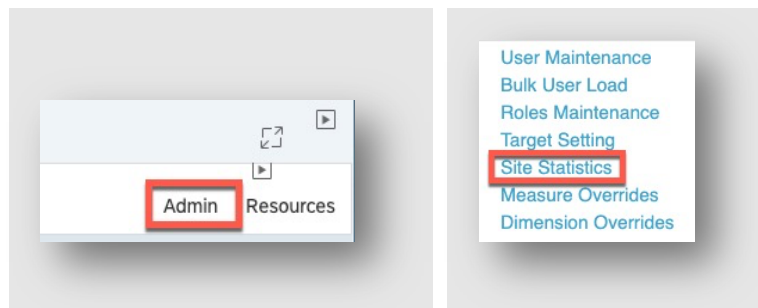 Admin
Resources
User Maintenance
Bulk User Load
Roles Maintenance
Target Setting
Site Statistics
Measure Overrides
Dimension Overrides